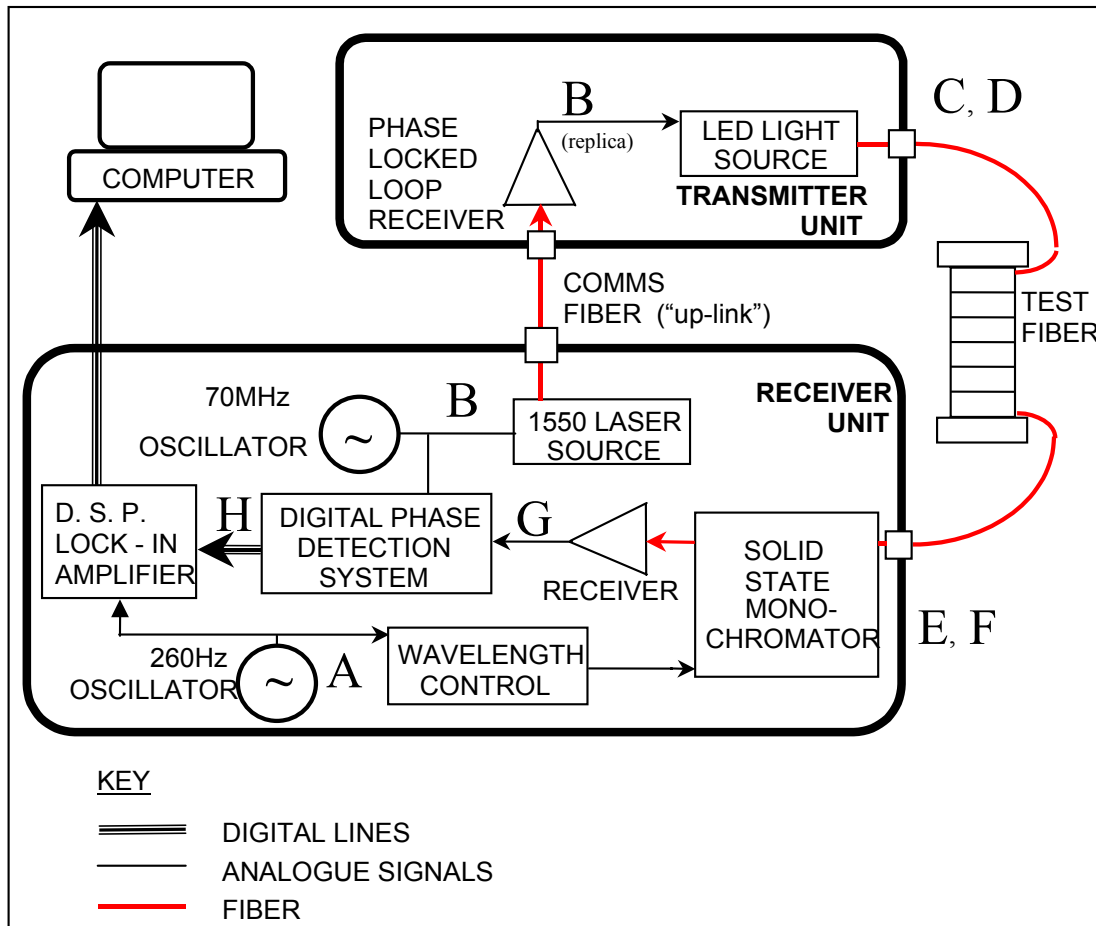 COMPUTER
PHASE
LOCKED
LOOP
RECEIVER
B
(replica)
LED LIGHT
SOURCE
TRANSMITTER
UNIT
C, D
COMMS
FIBER ("up-link")
TEST
FIBER
RECEIVER
UNIT
70MHz
OSCILLATOR
~
B
1550 LASER
SOURCE
D. S. P.
LOCK - IN
AMPLIFIER
H
DIGITAL PHASE
DETECTION
SYSTEM
G
RECEIVER
SOLID
STATE
MONO-
CHROMATOR
E, F
260Hz
OSCILLATOR
~
A
WAVELENGTH
CONTROL
KEY
DIGITAL LINES
ANALOGUE SIGNALS
FIBER